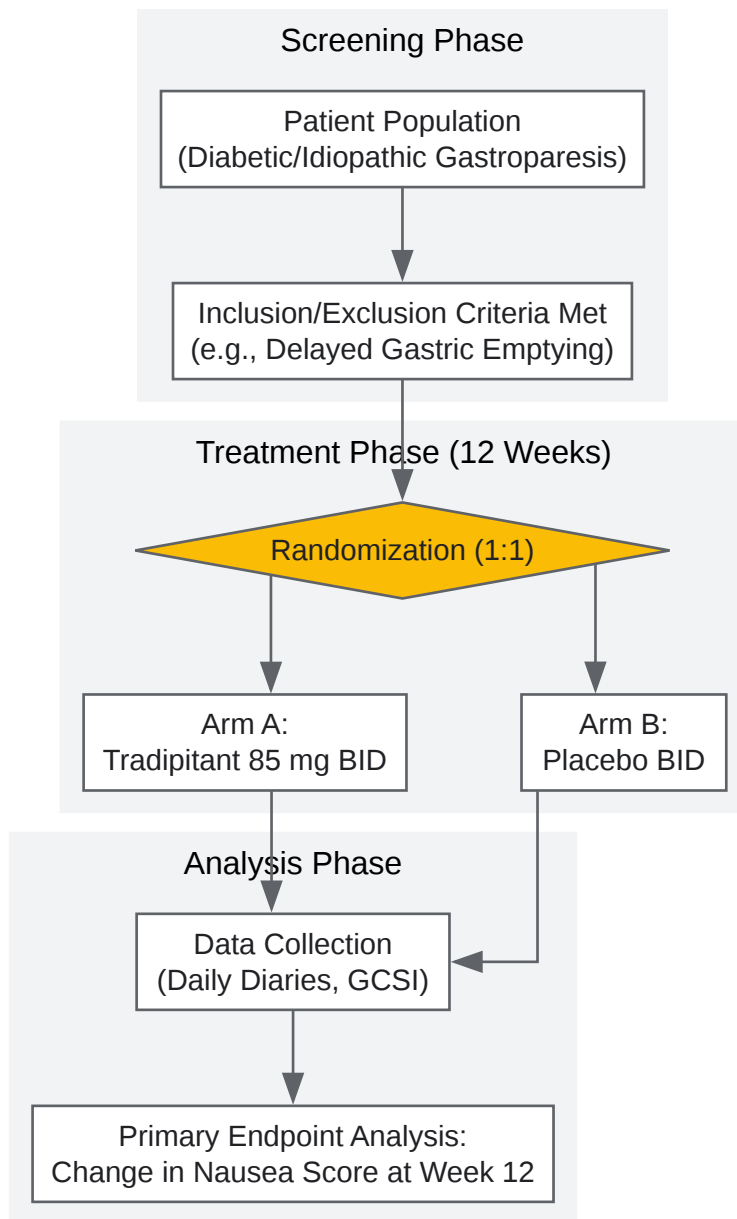 Screening Phase
Patient Population
(Diabetic/Idiopathic Gastroparesis)
Inclusion/Exclusion Criteria Met
(e.g., Delayed Gastric Emptying)
Treatment Phase (12 Weeks)
Randomization (1:1)
Arm A:
Tradipitant 85 mg BID
Arm B:
Placebo BID
Analysis Phase
Data Collection
(Daily Diaries, GCSI)
Primary Endpoint Analysis:
Change in Nausea Score at Week 12